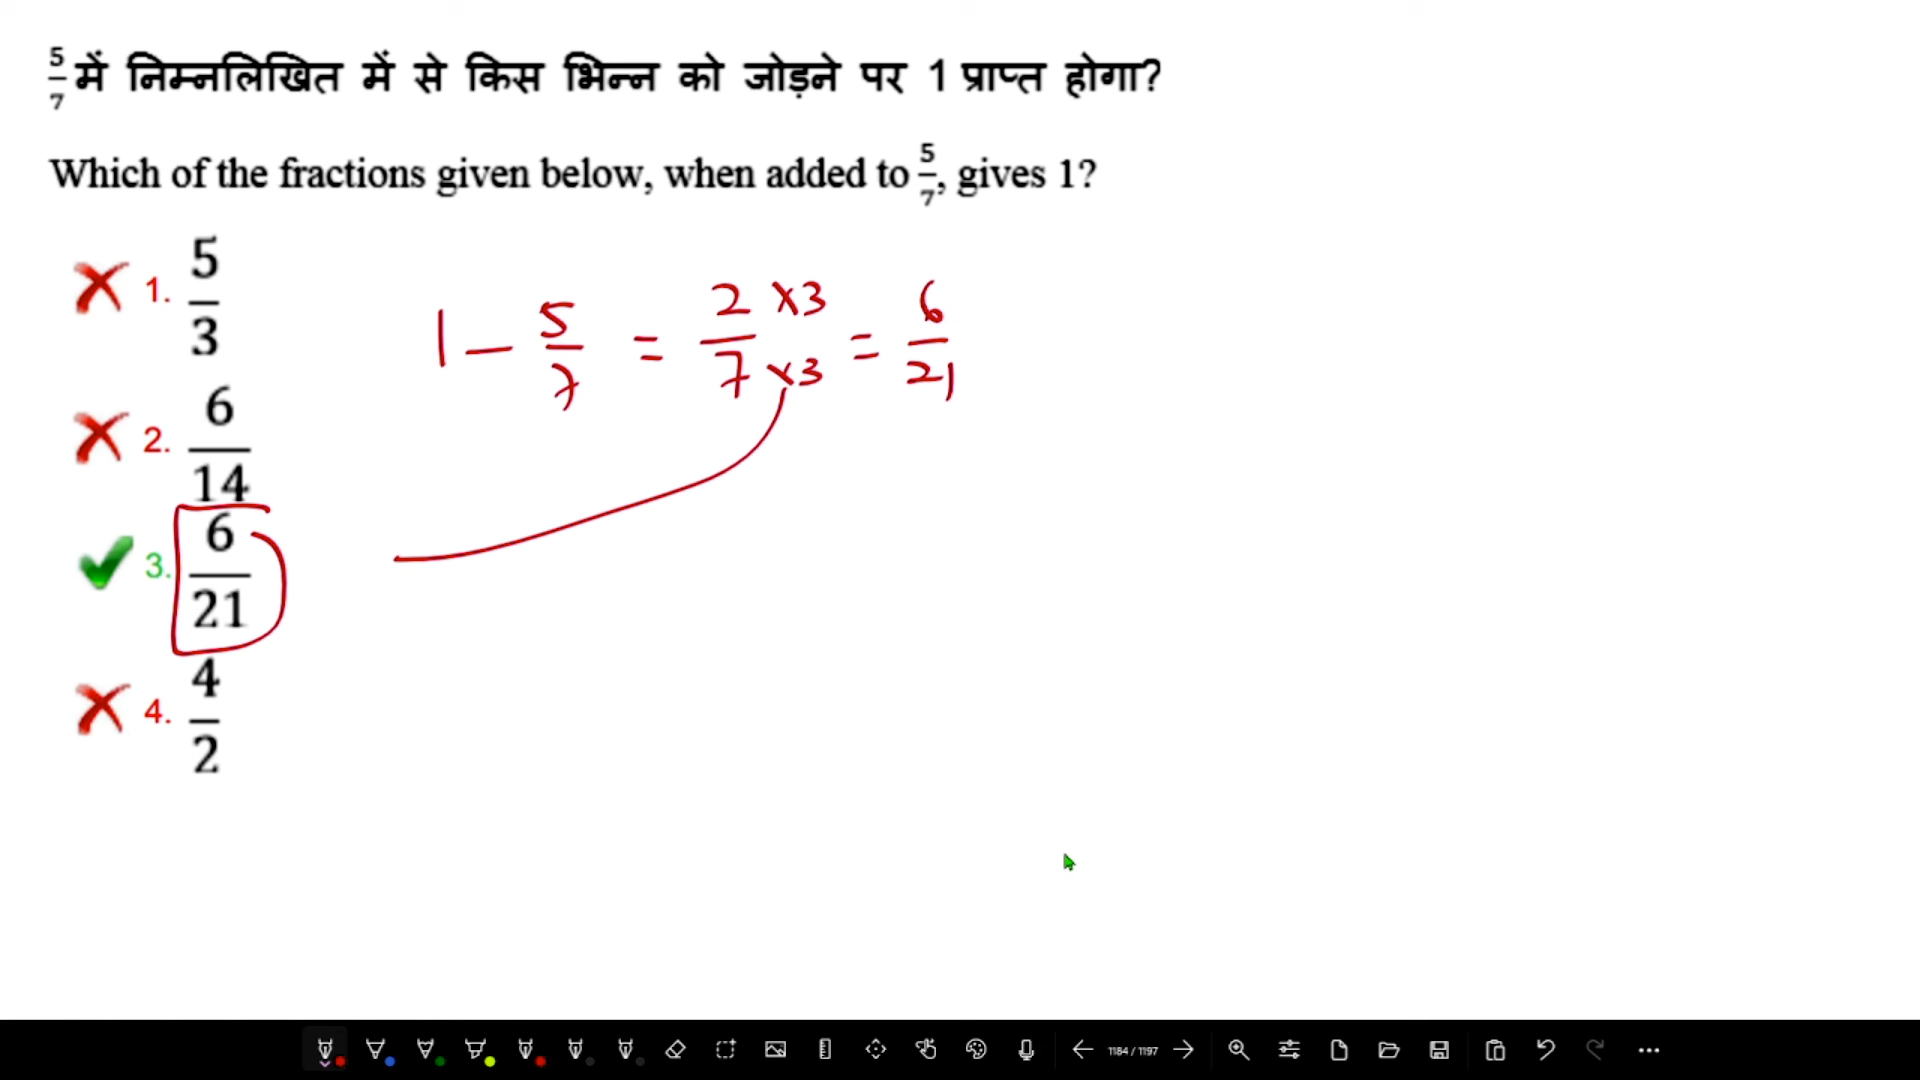 5/7 में निम्नलिखित में से किस भिन्न को जोड़ने पर 1 प्राप्त होगा?
Which of the fractions given below, when added to 5/7, gives 1?
1. 5/3
1 - 5/7 = 2×3/7×3 = 6/21
2. 6/14
3. 6/21
4. 4/2
1184 / 1197